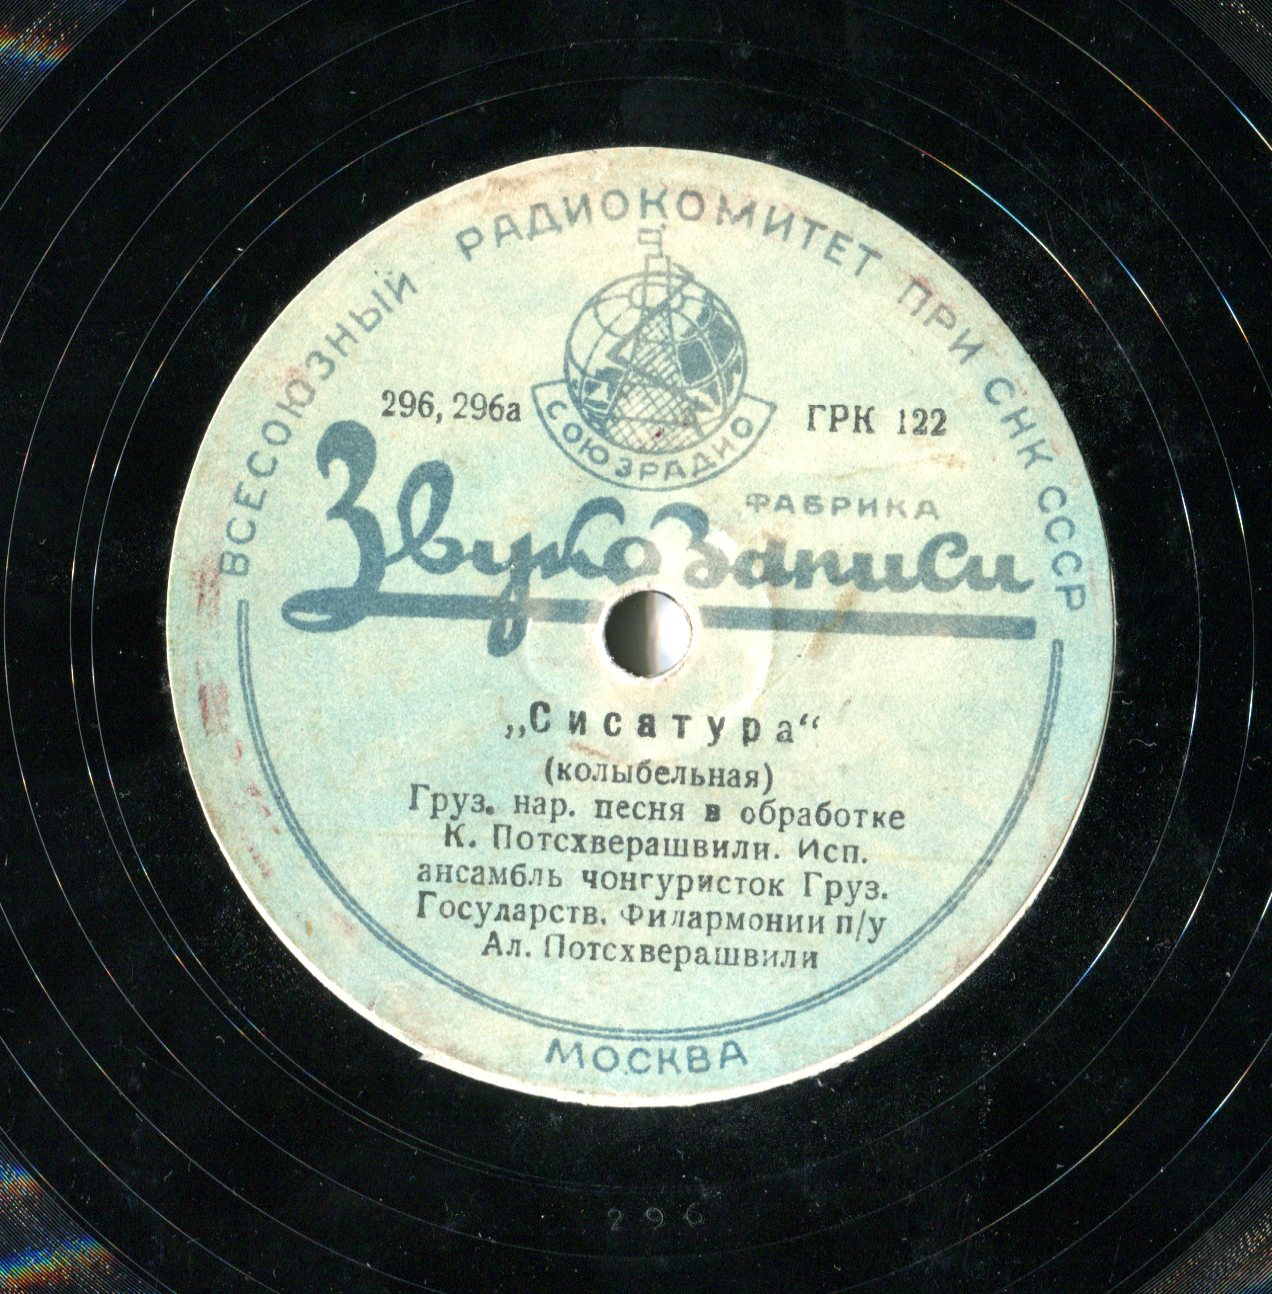 ВСЕСОЮЗНЫЙ РАДИОКОМИТЕТ ПРИ СНК СССР
СОЮЗРАДИО
296, 296а
ГРК 122
ФАБРИКА
ЗвукоЗаписи
„Сисатура“
(колыбельная)
Груз. нар. песня в обработке
К. Потсхверашвили. Исп.
ансамбль чонгуристок Груз.
Государств. Филармонии п/у
Ал. Потсхверашвили
МОСКВА
296